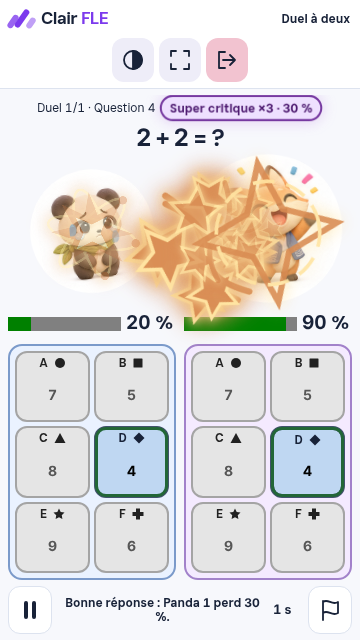 Clair FLE
Duel à deux
Duel 1/1 · Question 4
Super critique ×3 · 30 %
2 + 2 = ?
20 %
90 %
A
7
B
5
C
8
D
4
E
9
F
6
A
7
B
5
C
8
D
4
E
9
F
6
Bonne réponse : Panda 1 perd 30
%.
1 s